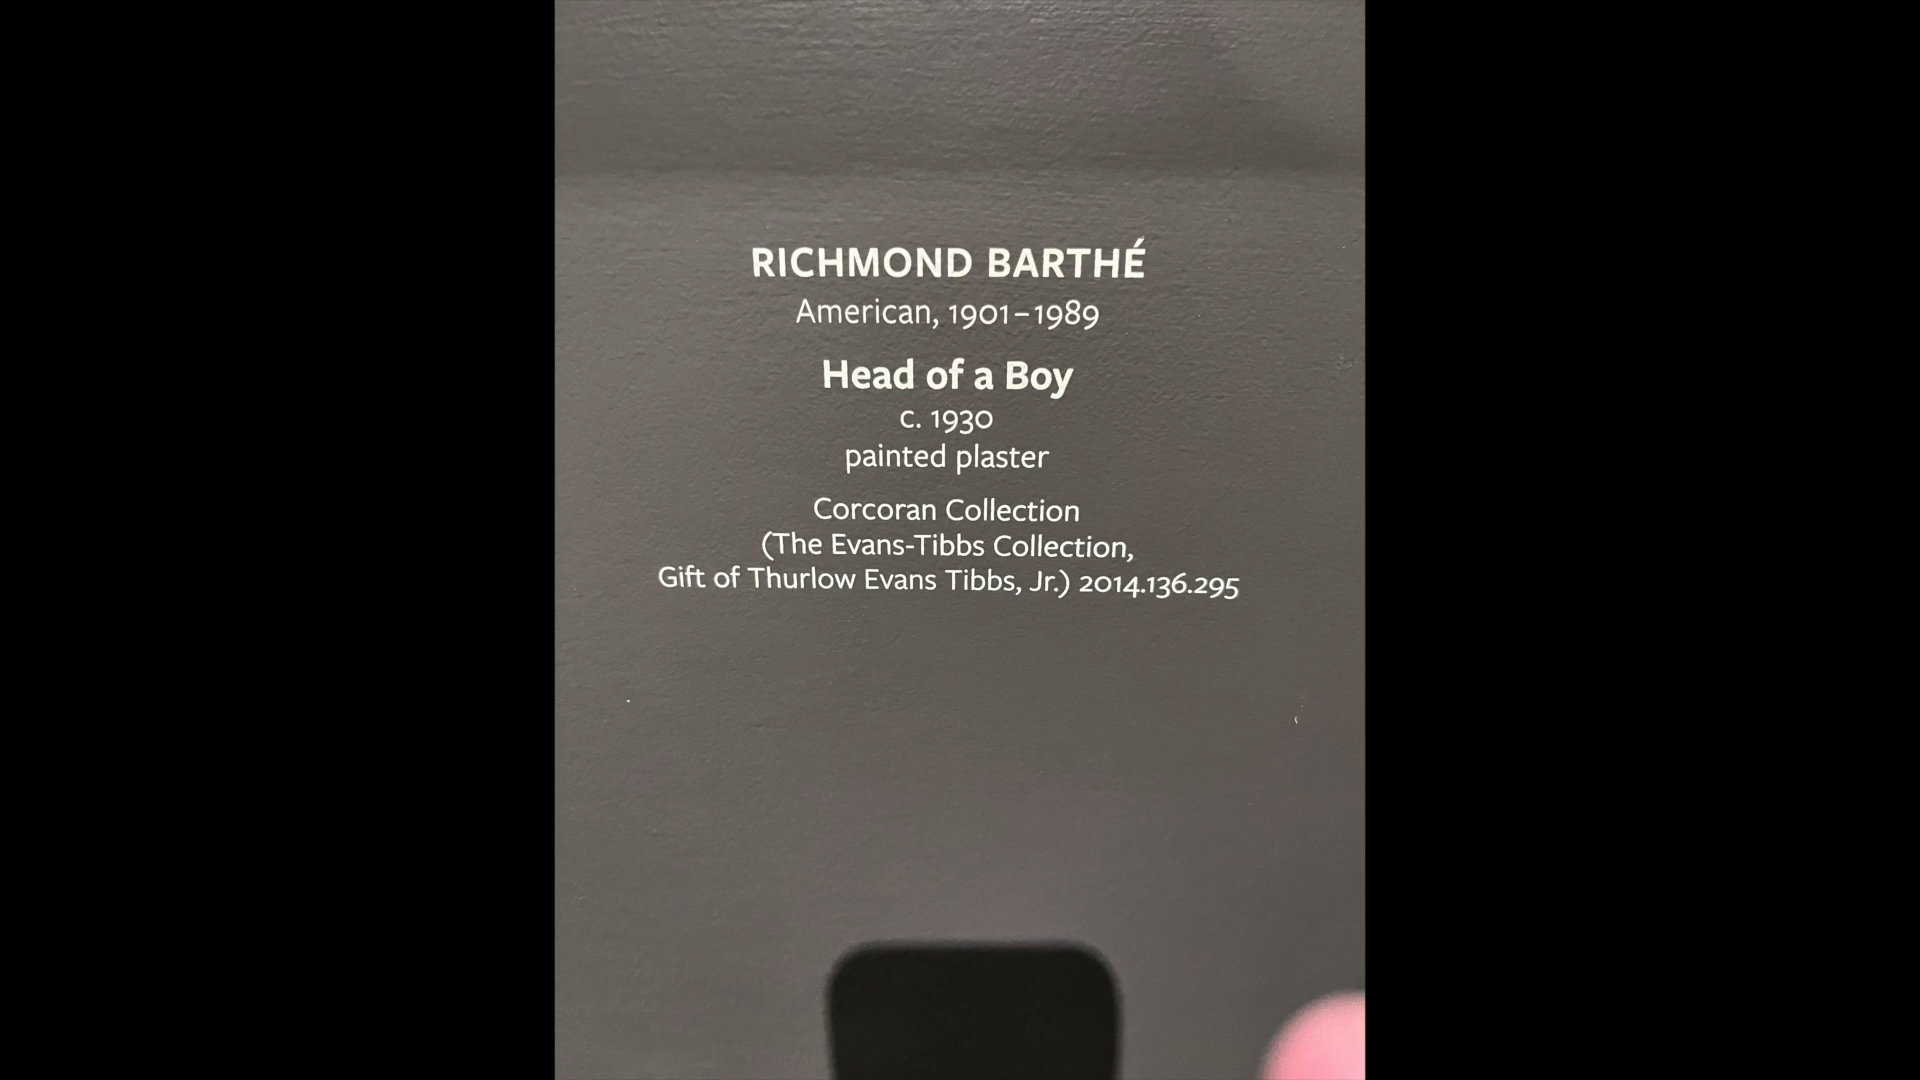 RICHMOND BARTHÉ
American, 1901–1989
Head of a Boy
c. 1930
painted plaster
Corcoran Collection
(The Evans-Tibbs Collection,
Gift of Thurlow Evans Tibbs, Jr.) 2014.136.295